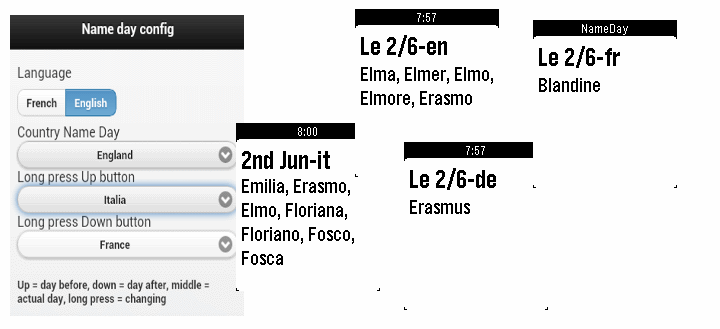 Name day config
Language
French English
Country Name Day
England
Long press Up button
Italia
Long press Down button
France
Up = day before, down = day after, middle =
actual day, long press = changing
8:00
2nd Jun-it
Emilia, Erasmo,
Elmo, Floriana,
Floriano, Fosco,
Fosca
7:57
Le 2/6-en
Elma, Elmer, Elmo,
Elmore, Erasmo
7:57
Le 2/6-de
Erasmus
NameDay
Le 2/6-fr
Blandine